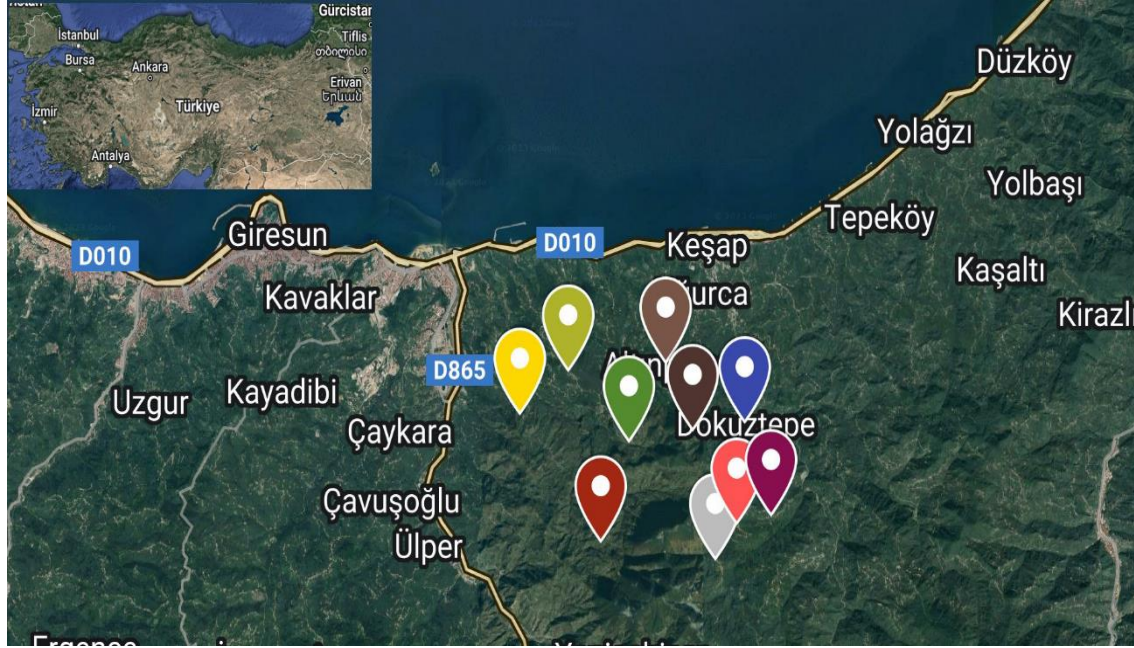 İstanbul
Bursa
Ankara
İzmir
Türkiye
Antalya
Gürcistan
Tiflis
თბილისი
Erivan
Երևան
Düzköy
Yolağzı
Yolbaşı
Tepeköy
Giresun
D010
D010
Keşap
Kaşaltı
Kavaklar
Kirazlı
D865
Kayadibi
Uzgur
Çaykara
Dokuztepe
Çavuşoğlu
Ülper